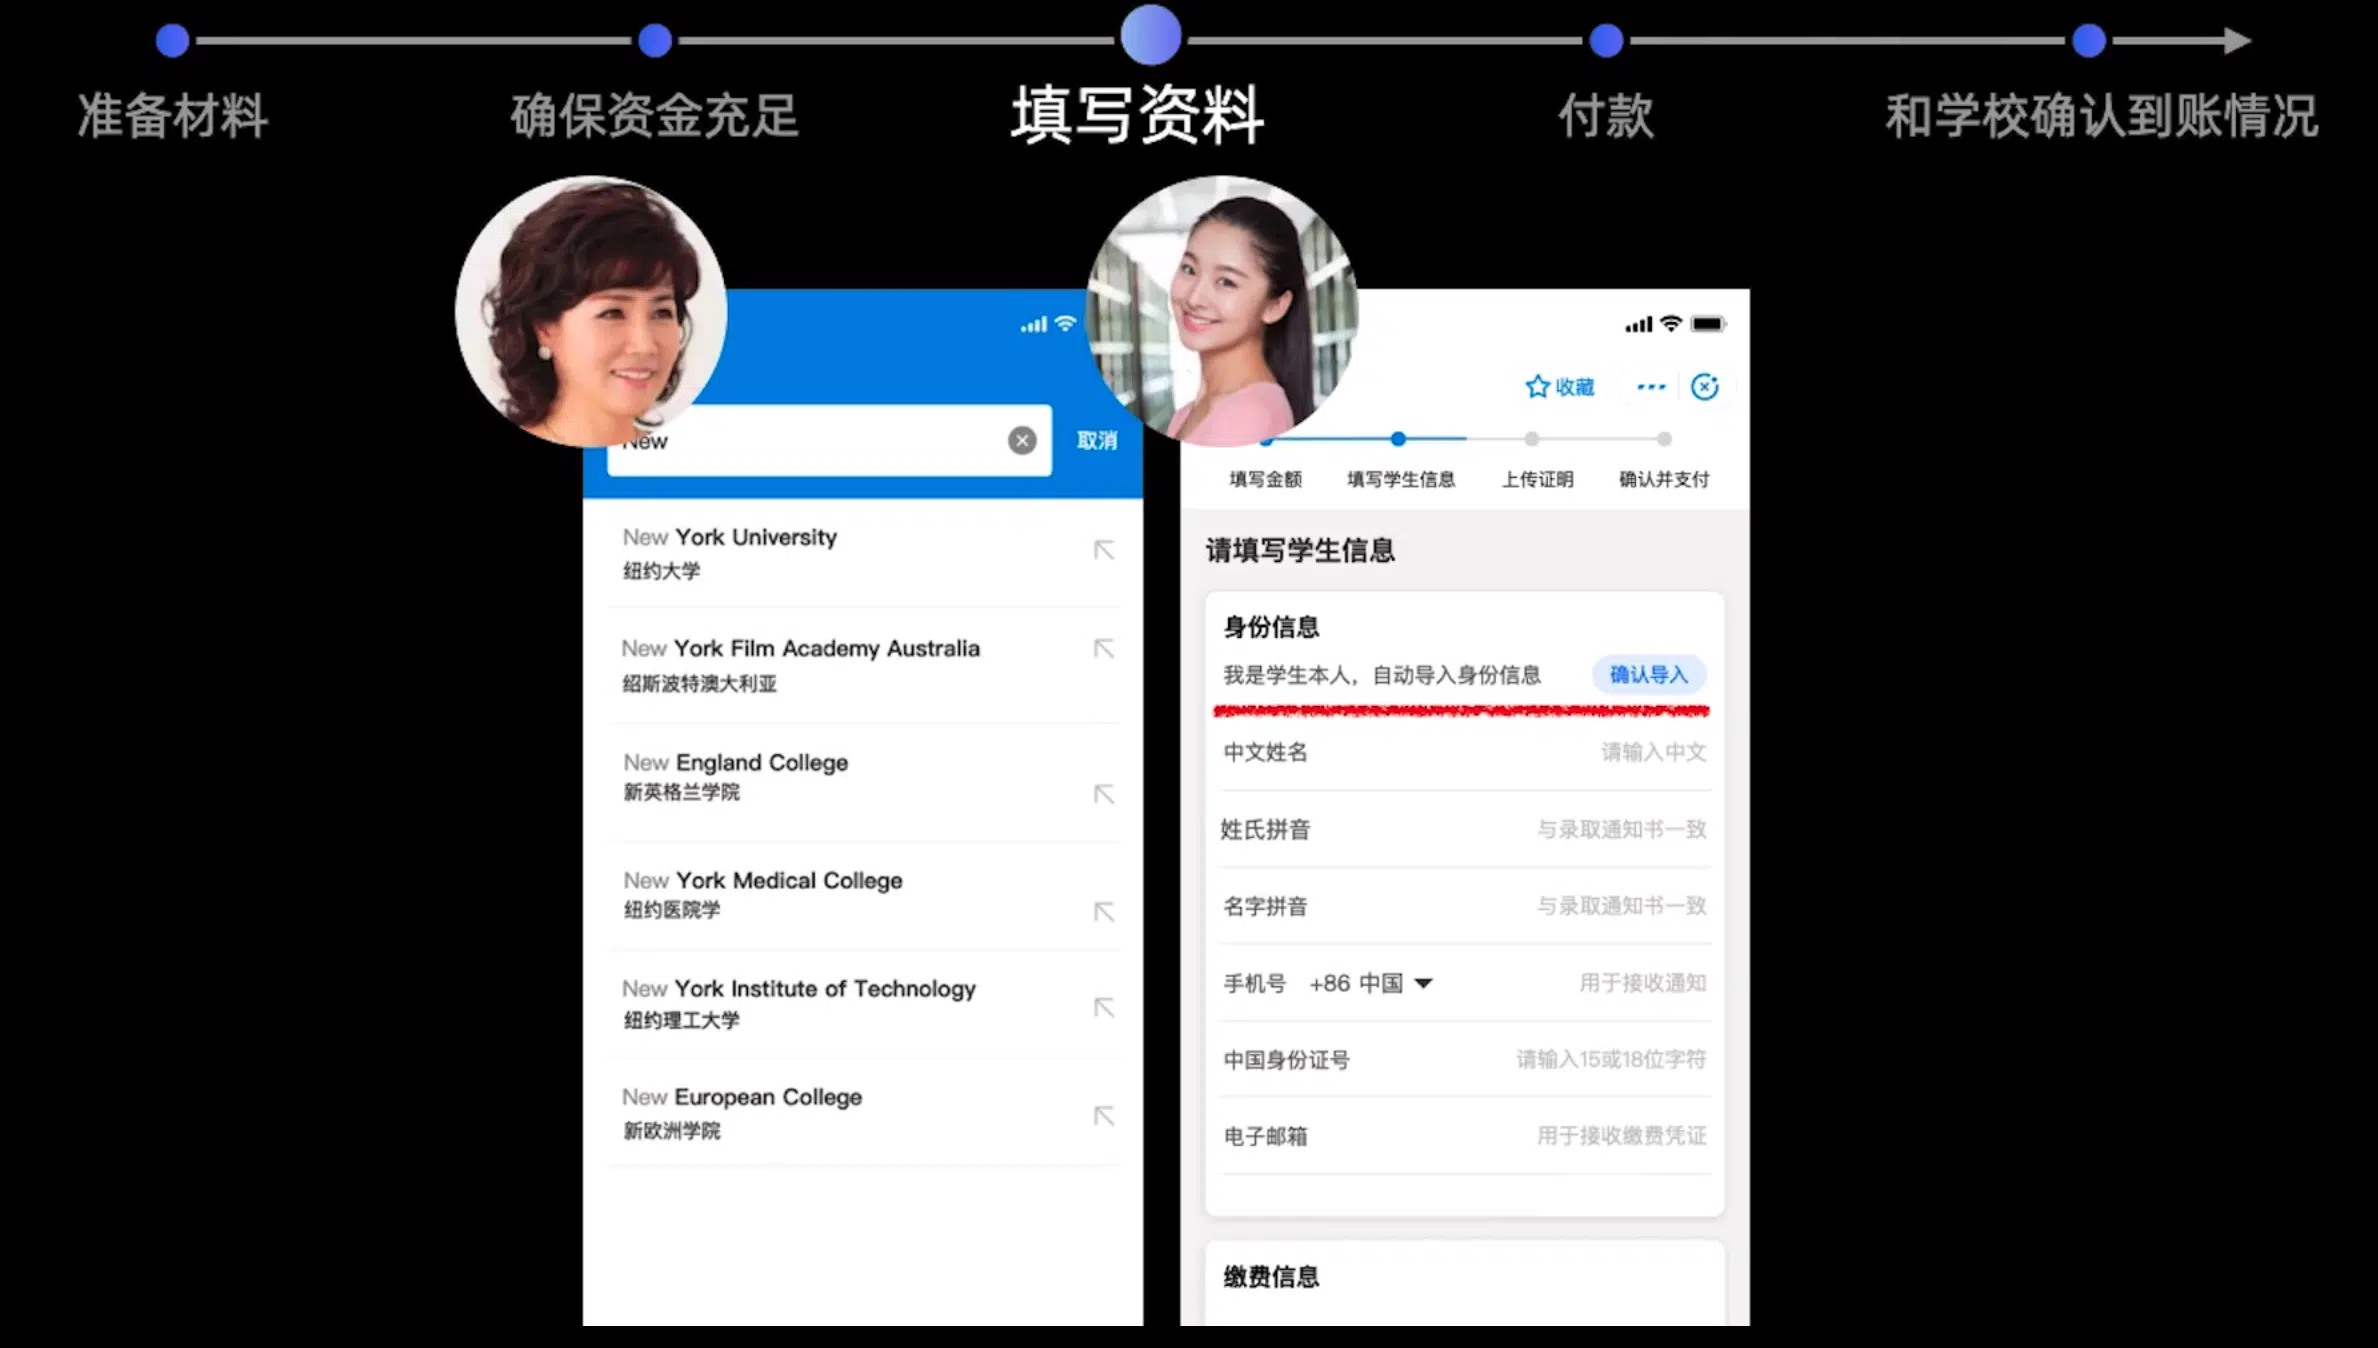 准备材料
确保资金充足
填写资料
付款
和学校确认到账情况
New
取消
New York University
纽约大学
New York Film Academy Australia
绍斯波特澳大利亚
New England College
新英格兰学院
New York Medical College
纽约医院学
New York Institute of Technology
纽约理工大学
New European College
新欧洲学院
收藏
填写金额
填写学生信息
上传证明
确认并支付
请填写学生信息
身份信息
我是学生本人，自动导入身份信息
确认导入
中文姓名
请输入中文
姓氏拼音
与录取通知书一致
名字拼音
与录取通知书一致
手机号 +86 中国
用于接收通知
中国身份证号
请输入15或18位字符
电子邮箱
用于接收缴费凭证
缴费信息